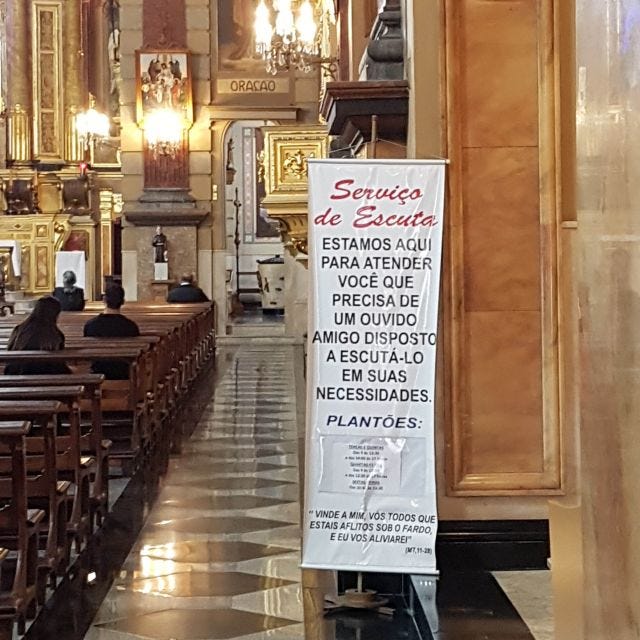 ORAÇÃO
Serviço
de Escuta
ESTAMOS AQUI
PARA ATENDER
VOCÊ QUE
PRECISA DE
UM OUVIDO
AMIGO DISPOSTO
A ESCUTÁ-LO
EM SUAS
NECESSIDADES.
PLANTÕES:
" VINDE A MIM, VÓS TODOS QUE
ESTAIS AFLITOS SOB O FARDO,
E EU VOS ALIVIAREI"
(MT,11-28)